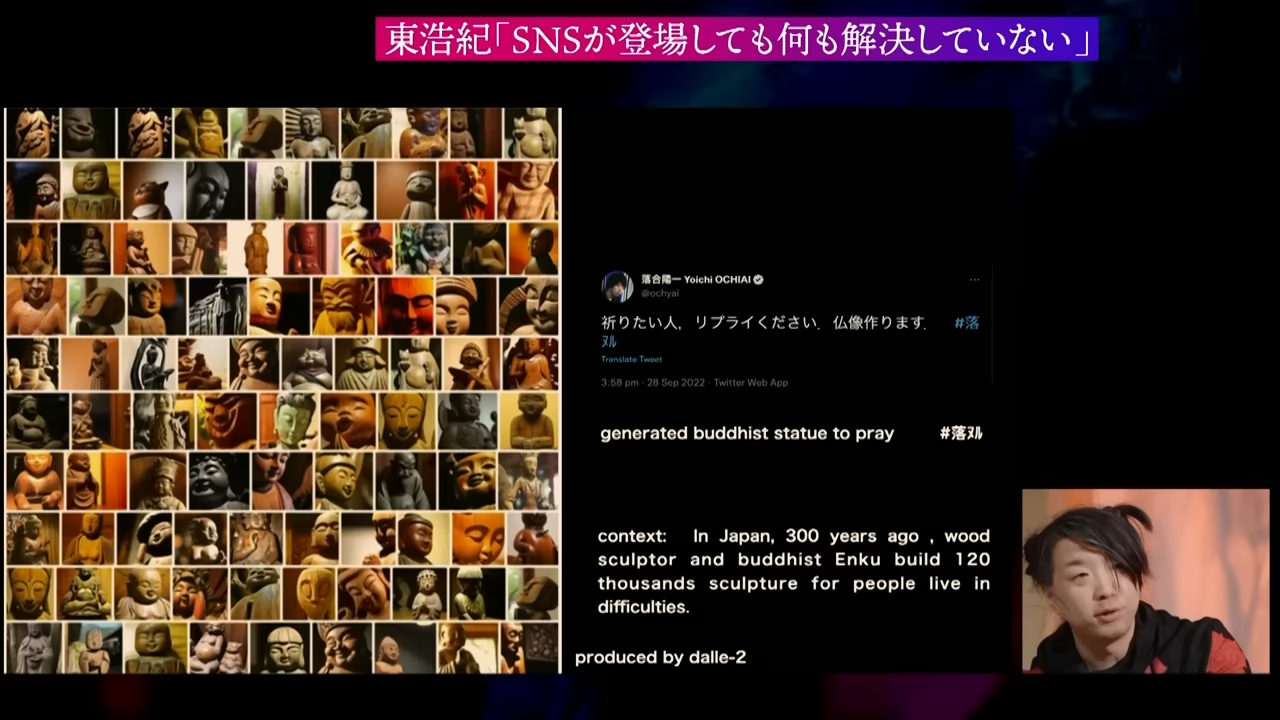 東浩紀「SNSが登場しても何も解決していない」
落合陽一 Yoichi OCHIAI
@ochyai
祈りたい人，リプライください．仏像作ります． #落
ﾇﾙ
Translate Tweet
3:58 pm · 28 Sep 2022 · Twitter Web App
generated buddhist statue to pray #落ﾇﾙ
context: In Japan, 300 years ago , wood
sculptor and buddhist Enku build 120
thousands sculpture for people live in
difficulties.
produced by dalle-2